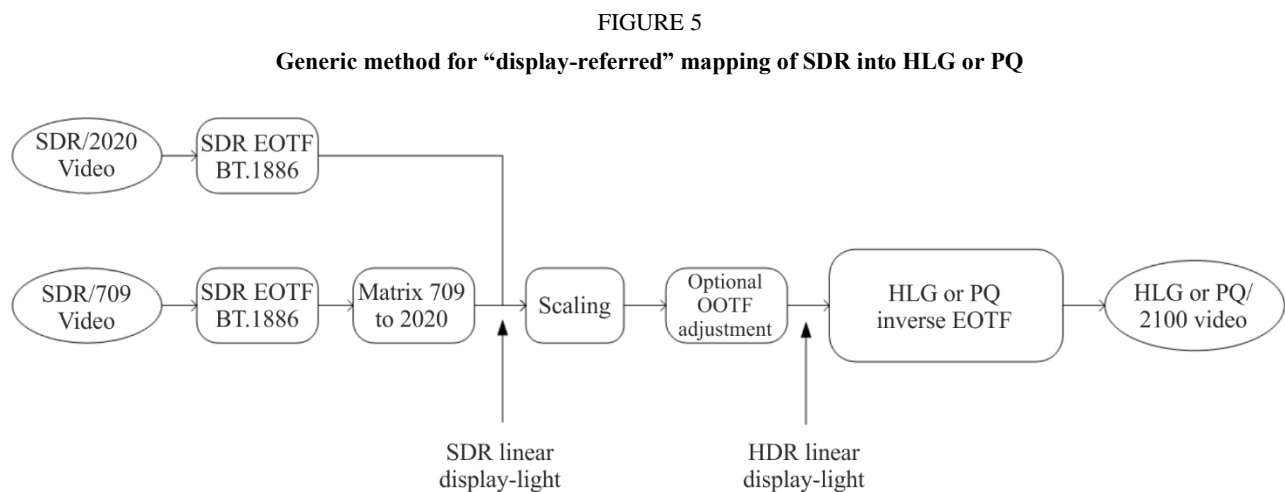 FIGURE 5
Generic method for “display-referred” mapping of SDR into HLG or PQ
SDR/2020
Video
SDR EOTF
BT.1886
SDR/709
Video
SDR EOTF
BT.1886
Matrix 709
to 2020
Scaling
Optional
OOTF
adjustment
HLG or PQ
inverse EOTF
HLG or PQ/
2100 video
SDR linear
display-light
HDR linear
display-light